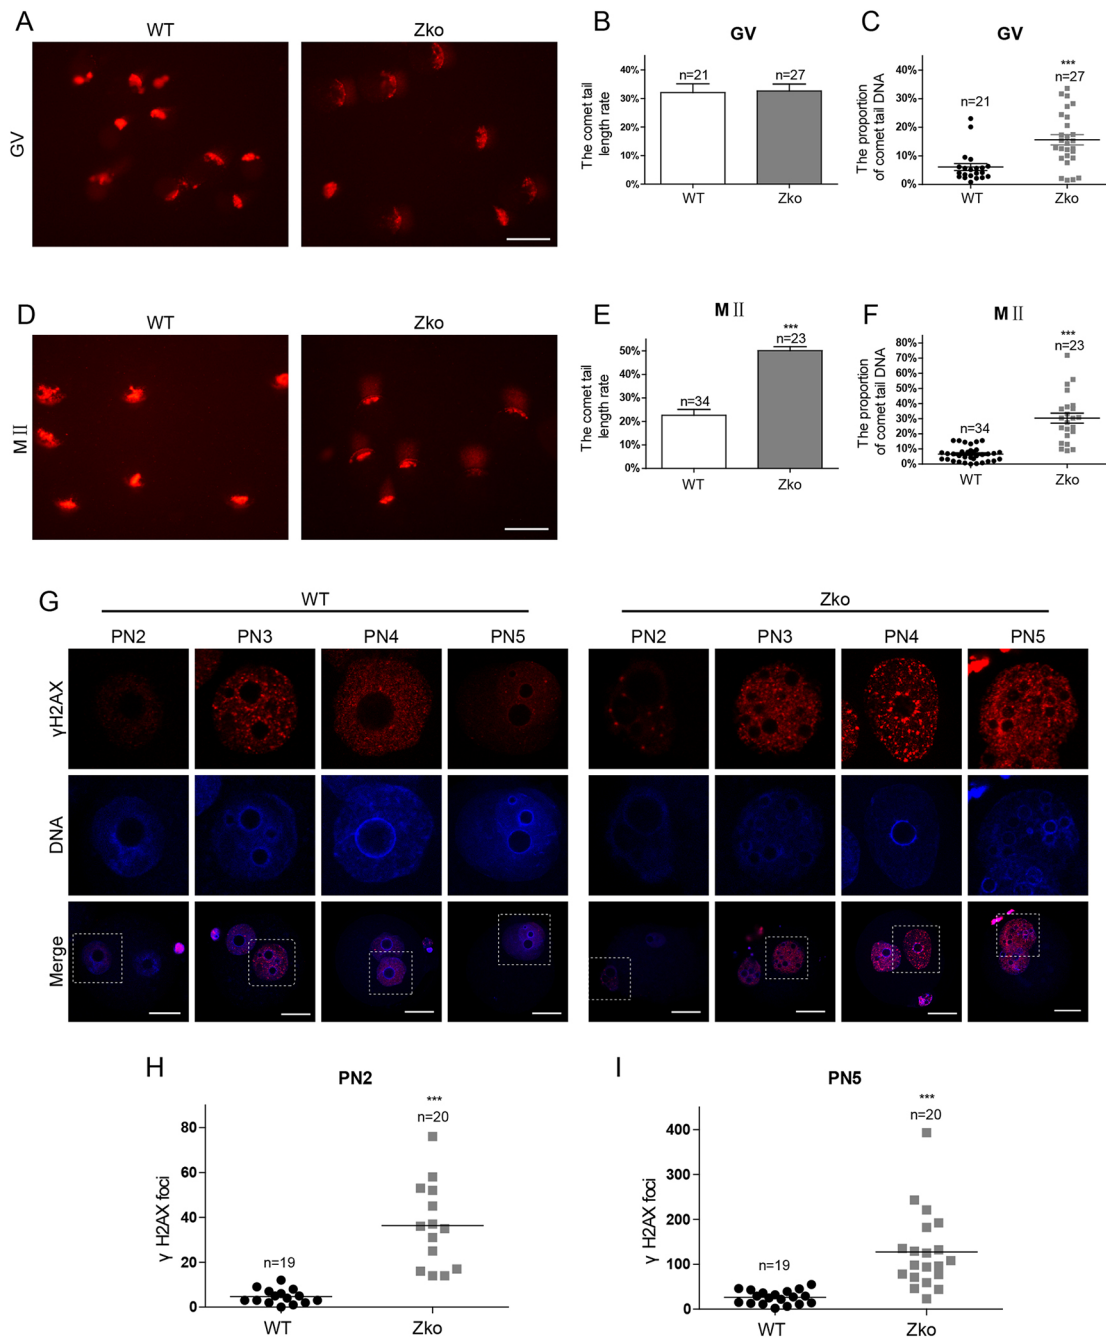 A
WT
Zko
GV
B
GV
The comet tail
length rate
40%
30%
20%
10%
0%
n=21
n=27
WT
Zko
C
GV
The proportion
of comet tail DNA
40%
30%
20%
10%
0%
n=21
***
n=27
WT
Zko
D
WT
Zko
MⅡ
E
MⅡ
The comet tail
length rate
50%
40%
30%
20%
10%
0%
n=34
***
n=23
WT
Zko
F
MⅡ
The proportion
of comet tail DNA
80%
70%
60%
50%
40%
30%
20%
10%
0%
n=34
***
n=23
WT
Zko
G
WT
Zko
PN2 PN3 PN4 PN5 PN2 PN3 PN4 PN5
γH2AX
DNA
Merge
H
PN2
γ H2AX foci
80
60
40
20
0
n=19
***
n=20
WT
Zko
I
PN5
γ H2AX foci
400
300
200
100
0
n=19
***
n=20
WT
Zko